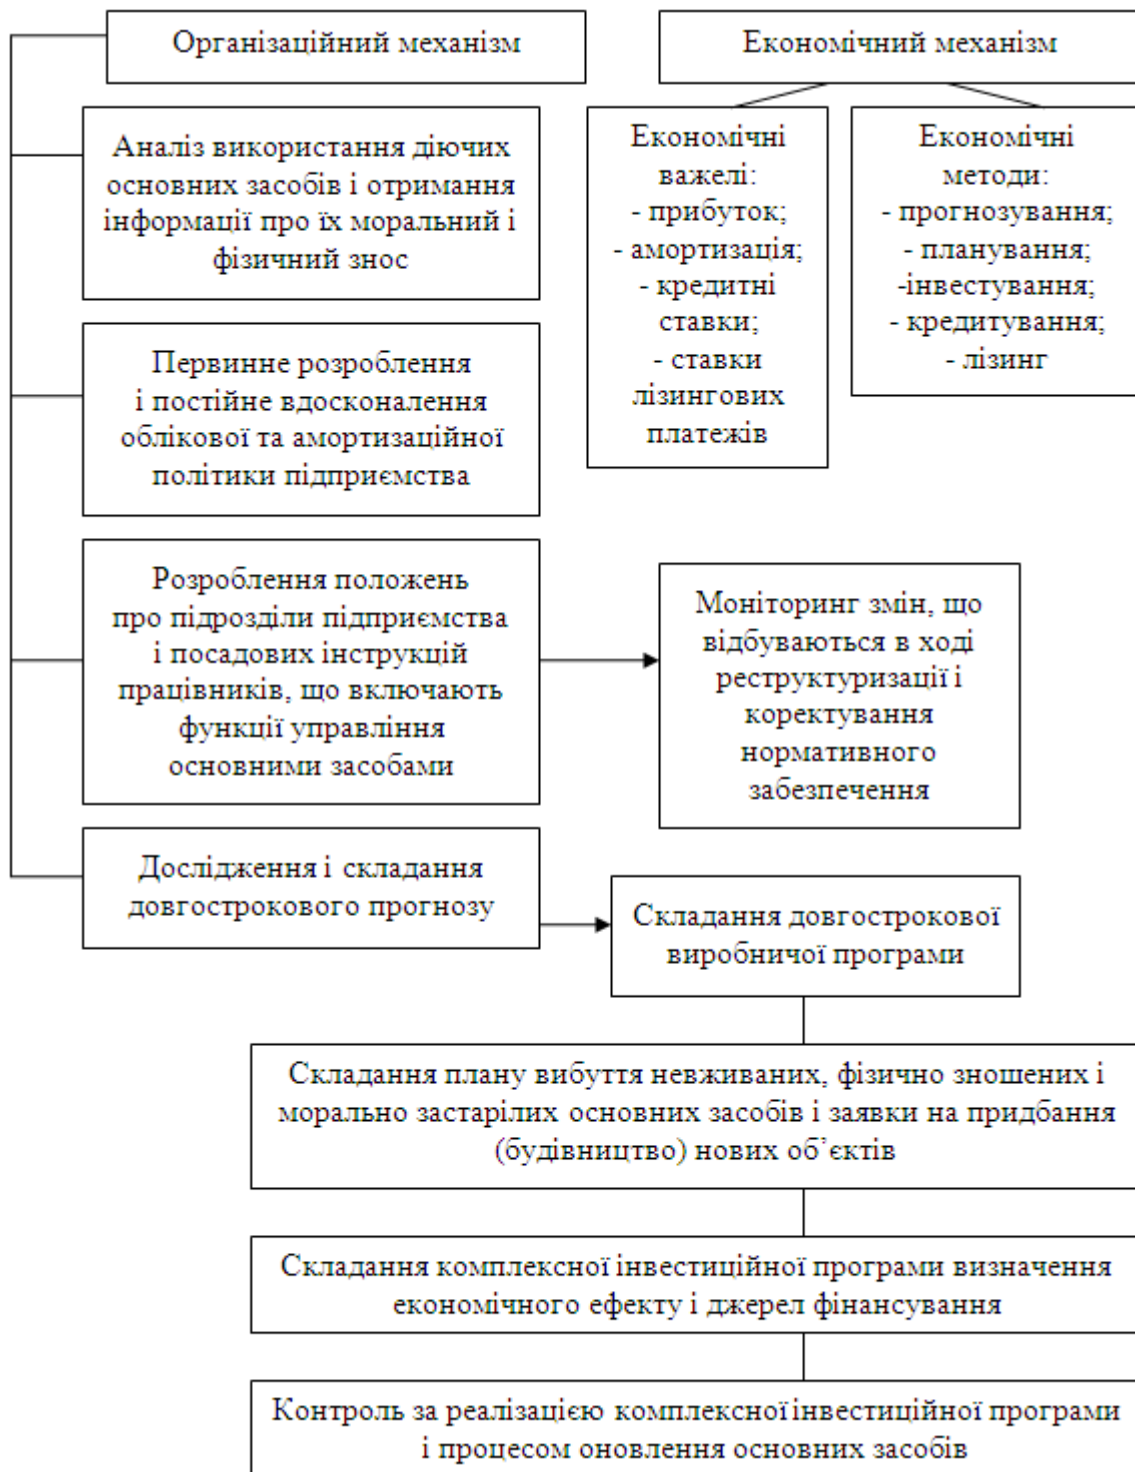 Організаційний механізм
Економічний механізм
Аналіз використання діючих
основних засобів і отримання
інформації про їх моральний і
фізичний знос
Економічні
важелі:
- прибуток;
- амортизація;
- кредитні
ставки;
- ставки
лізингових
платежів
Економічні
методи:
- прогнозування;
- планування;
-інвестування;
- кредитування;
- лізинг
Первинне розроблення
і постійне вдосконалення
облікової та амортизаційної
політики підприємства
Розроблення положень
про підрозділи підприємства
і посадових інструкцій
працівників, що включають
функції управління
основними засобами
Моніторинг змін, що
відбуваються в ході
реструктуризації і
коректування
нормативного
забезпечення
Дослідження і складання
довгострокового прогнозу
Складання довгострокової
виробничої програми
Складання плану вибуття невживаних, фізично зношених і
морально застарілих основних засобів і заявки на придбання
(будівництво) нових об’єктів
Складання комплексної інвестиційної програми визначення
економічного ефекту і джерел фінансування
Контроль за реалізацією комплексної інвестиційної програми
і процесом оновлення основних засобів